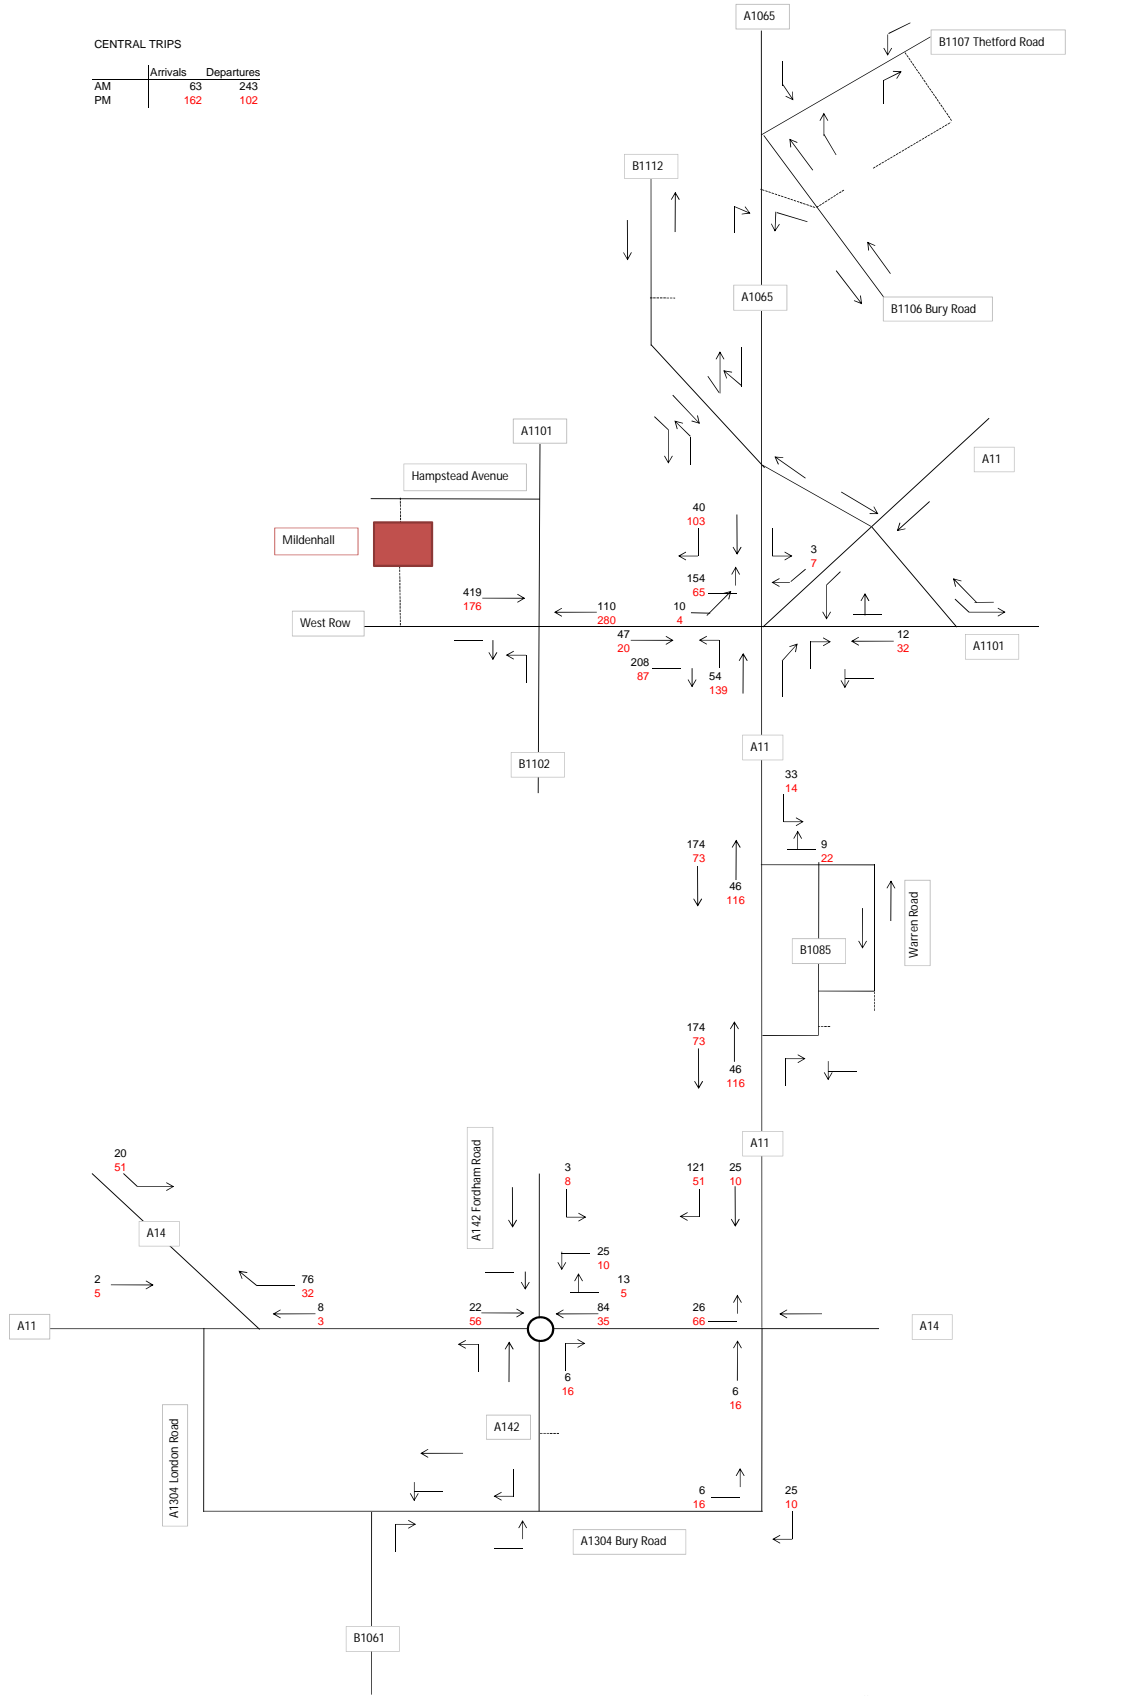 A1065
CENTRAL TRIPS
B1107 Thetford Road
Arrivals Departures
AM 63 243
PM 162 102
B1112
A1065
B1106 Bury Road
A1101
A11
Hampstead Avenue
40
103
Mildenhall
3
7
154
65
419
176
110
280
10
4
West Row
47
20
12
32
A1101
208
87
54
139
A11
B1102
33
14
174
73
9
22
46
116
Warren Road
B1085
174
73
46
116
A11
A142 Fordham Road
20
51
3
8
121
51
25
10
A14
25
10
2
5
76
32
13
5
8
3
22
56
84
35
26
66
A11
A14
6
16
6
16
A142
A1304 London Road
6
16
25
10
A1304 Bury Road
B1061